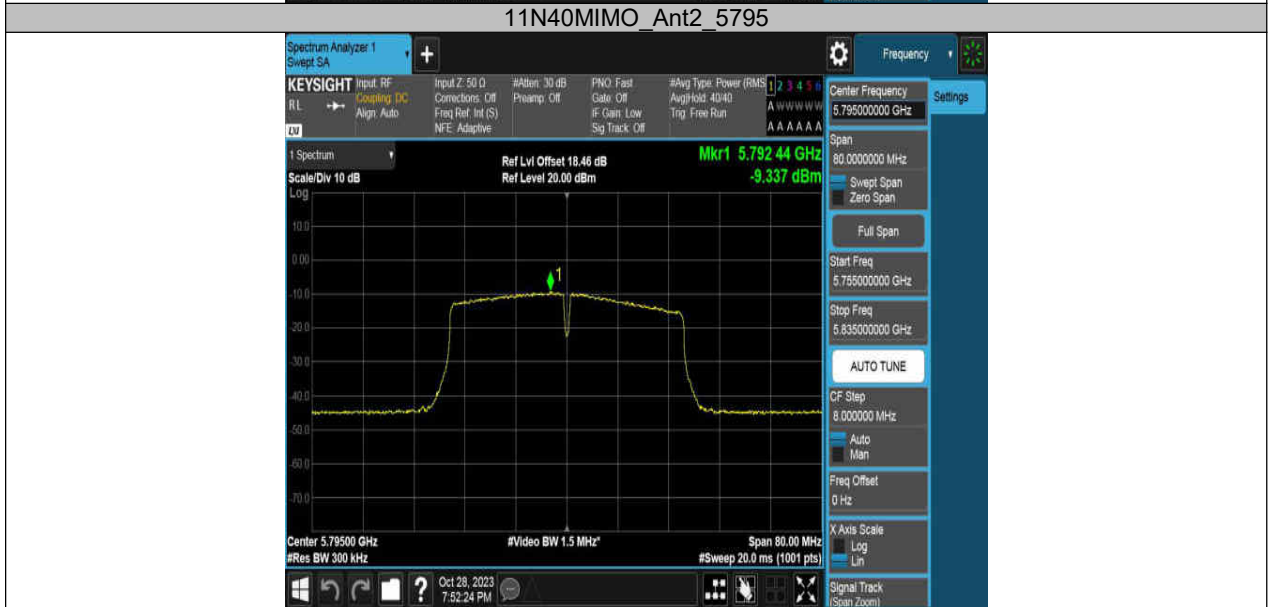 11N40MIMO_Ant2_5795
Spectrum Analyzer 1
Swept SA
+
Frequency
KEYSIGHT
RL
LXI
Input: RF
Coupling: DC
Align: Auto
Input Z: 50 Ω
Corrections: Off
Freq Ref: Int (S)
NFE: Adaptive
#Atten: 30 dB
Preamp: Off
PNO: Fast
Gate: Off
IF Gain: Low
Sig Track: Off
#Avg Type: Power (RMS
Avg|Hold: 40/40
Trig: Free Run
1 2 3 4 5 6
A W W W W W
A A A A A A
Center Frequency
5.795000000 GHz
Settings
Span
80.0000000 MHz
Swept Span
Zero Span
Full Span
Start Freq
5.755000000 GHz
Stop Freq
5.835000000 GHz
AUTO TUNE
CF Step
8.000000 MHz
Auto
Man
Freq Offset
0 Hz
X Axis Scale
Log
Lin
Signal Track
(Span Zoom)
1 Spectrum
Scale/Div 10 dB
Log
Ref Lvl Offset 18.46 dB
Ref Level 20.00 dBm
Mkr1 5.792 44 GHz
-9.337 dBm
10.0
0.00
1
-10.0
-20.0
-30.0
-40.0
-50.0
-60.0
-70.0
Center 5.79500 GHz
#Res BW 300 kHz
#Video BW 1.5 MHz*
Span 80.00 MHz
#Sweep 20.0 ms (1001 pts)
?
Oct 28, 2023
7:52:24 PM